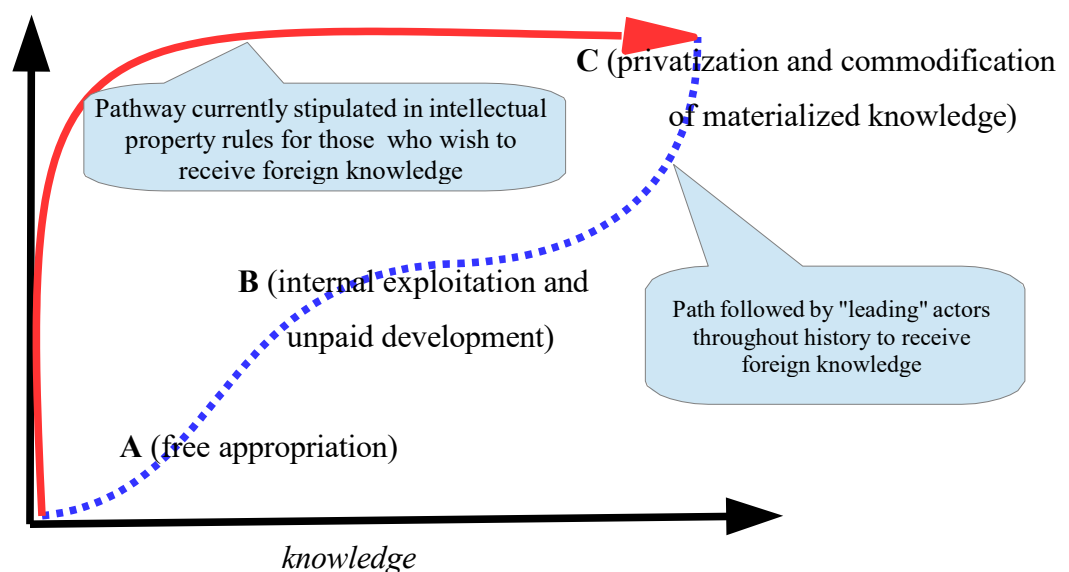 C (privatization and commodification
of materialized knowledge)
Pathway currently stipulated in intellectual
property rules for those who wish to
receive foreign knowledge
B (internal exploitation and
unpaid development)
Path followed by "leading" actors
throughout history to receive
foreign knowledge
A (free appropriation)
knowledge